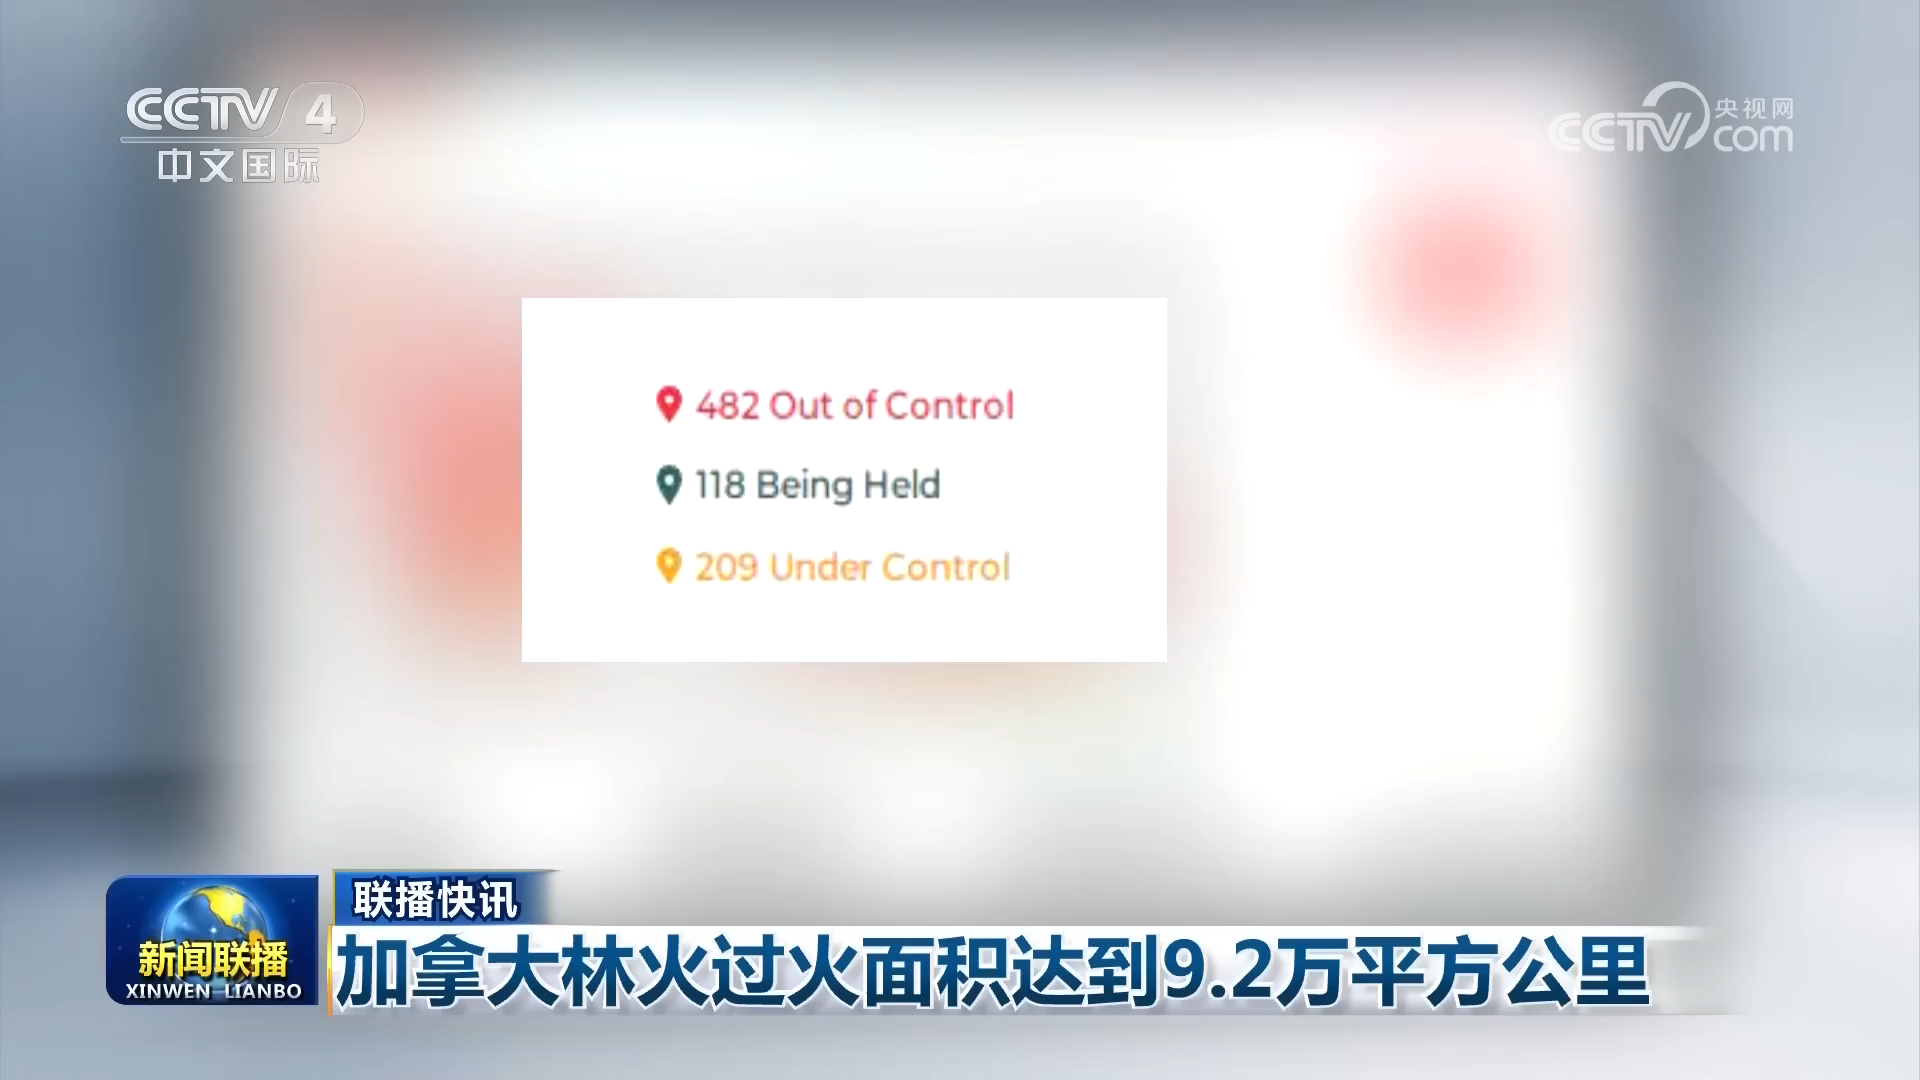 CCTV 4
中文国际
央视网
CCTV com
482 Out of Control
118 Being Held
209 Under Control
联播快讯
新闻联播
XINWEN LIANBO
加拿大林火过火面积达到9.2万平方公里